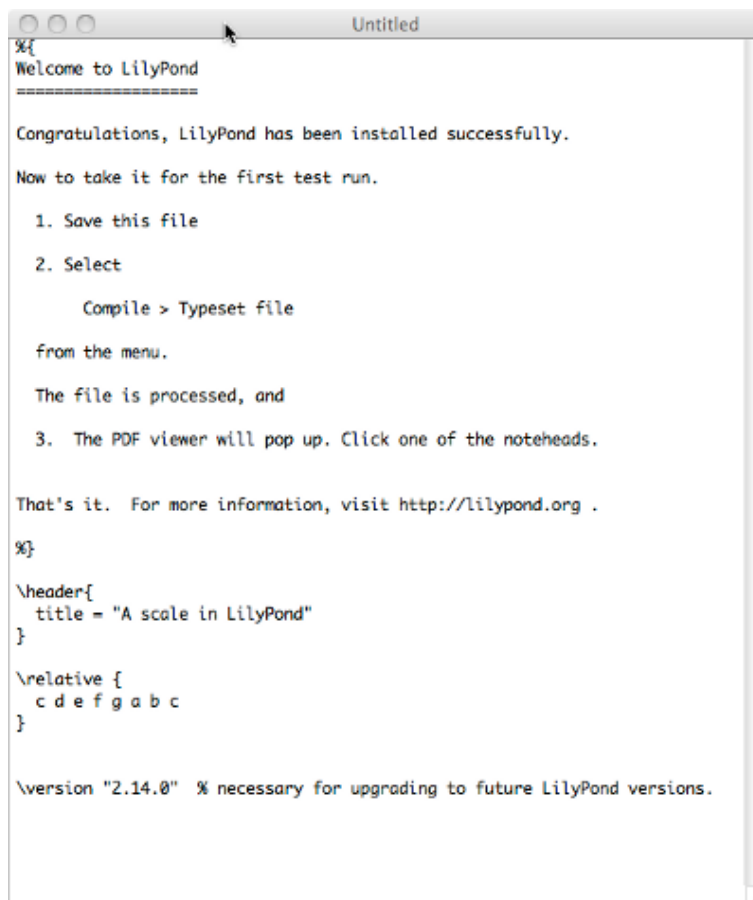 Untitled
%{
Welcome to LilyPond
===================
Congratulations, LilyPond has been installed successfully.
Now to take it for the first test run.
1. Save this file
2. Select
Compile > Typeset file
from the menu.
The file is processed, and
3.  The PDF viewer will pop up. Click one of the noteheads.
That's it.  For more information, visit http://lilypond.org .
%}
\header{
title = "A scale in LilyPond"
}
\relative {
c d e f g a b c
}
\version "2.14.0"  % necessary for upgrading to future LilyPond versions.